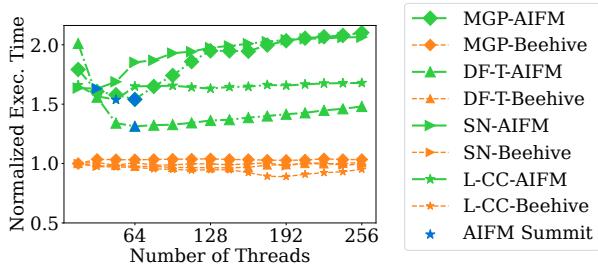 Normalized Exec. Time
2.0
1.5
1.0
0.5
64
128
192
256
Number of Threads
MGP-AIFM
MGP-Beehive
DF-T-AIFM
DF-T-Beehive
SN-AIFM
SN-Beehive
L-CC-AIFM
L-CC-Beehive
AIFM Summit